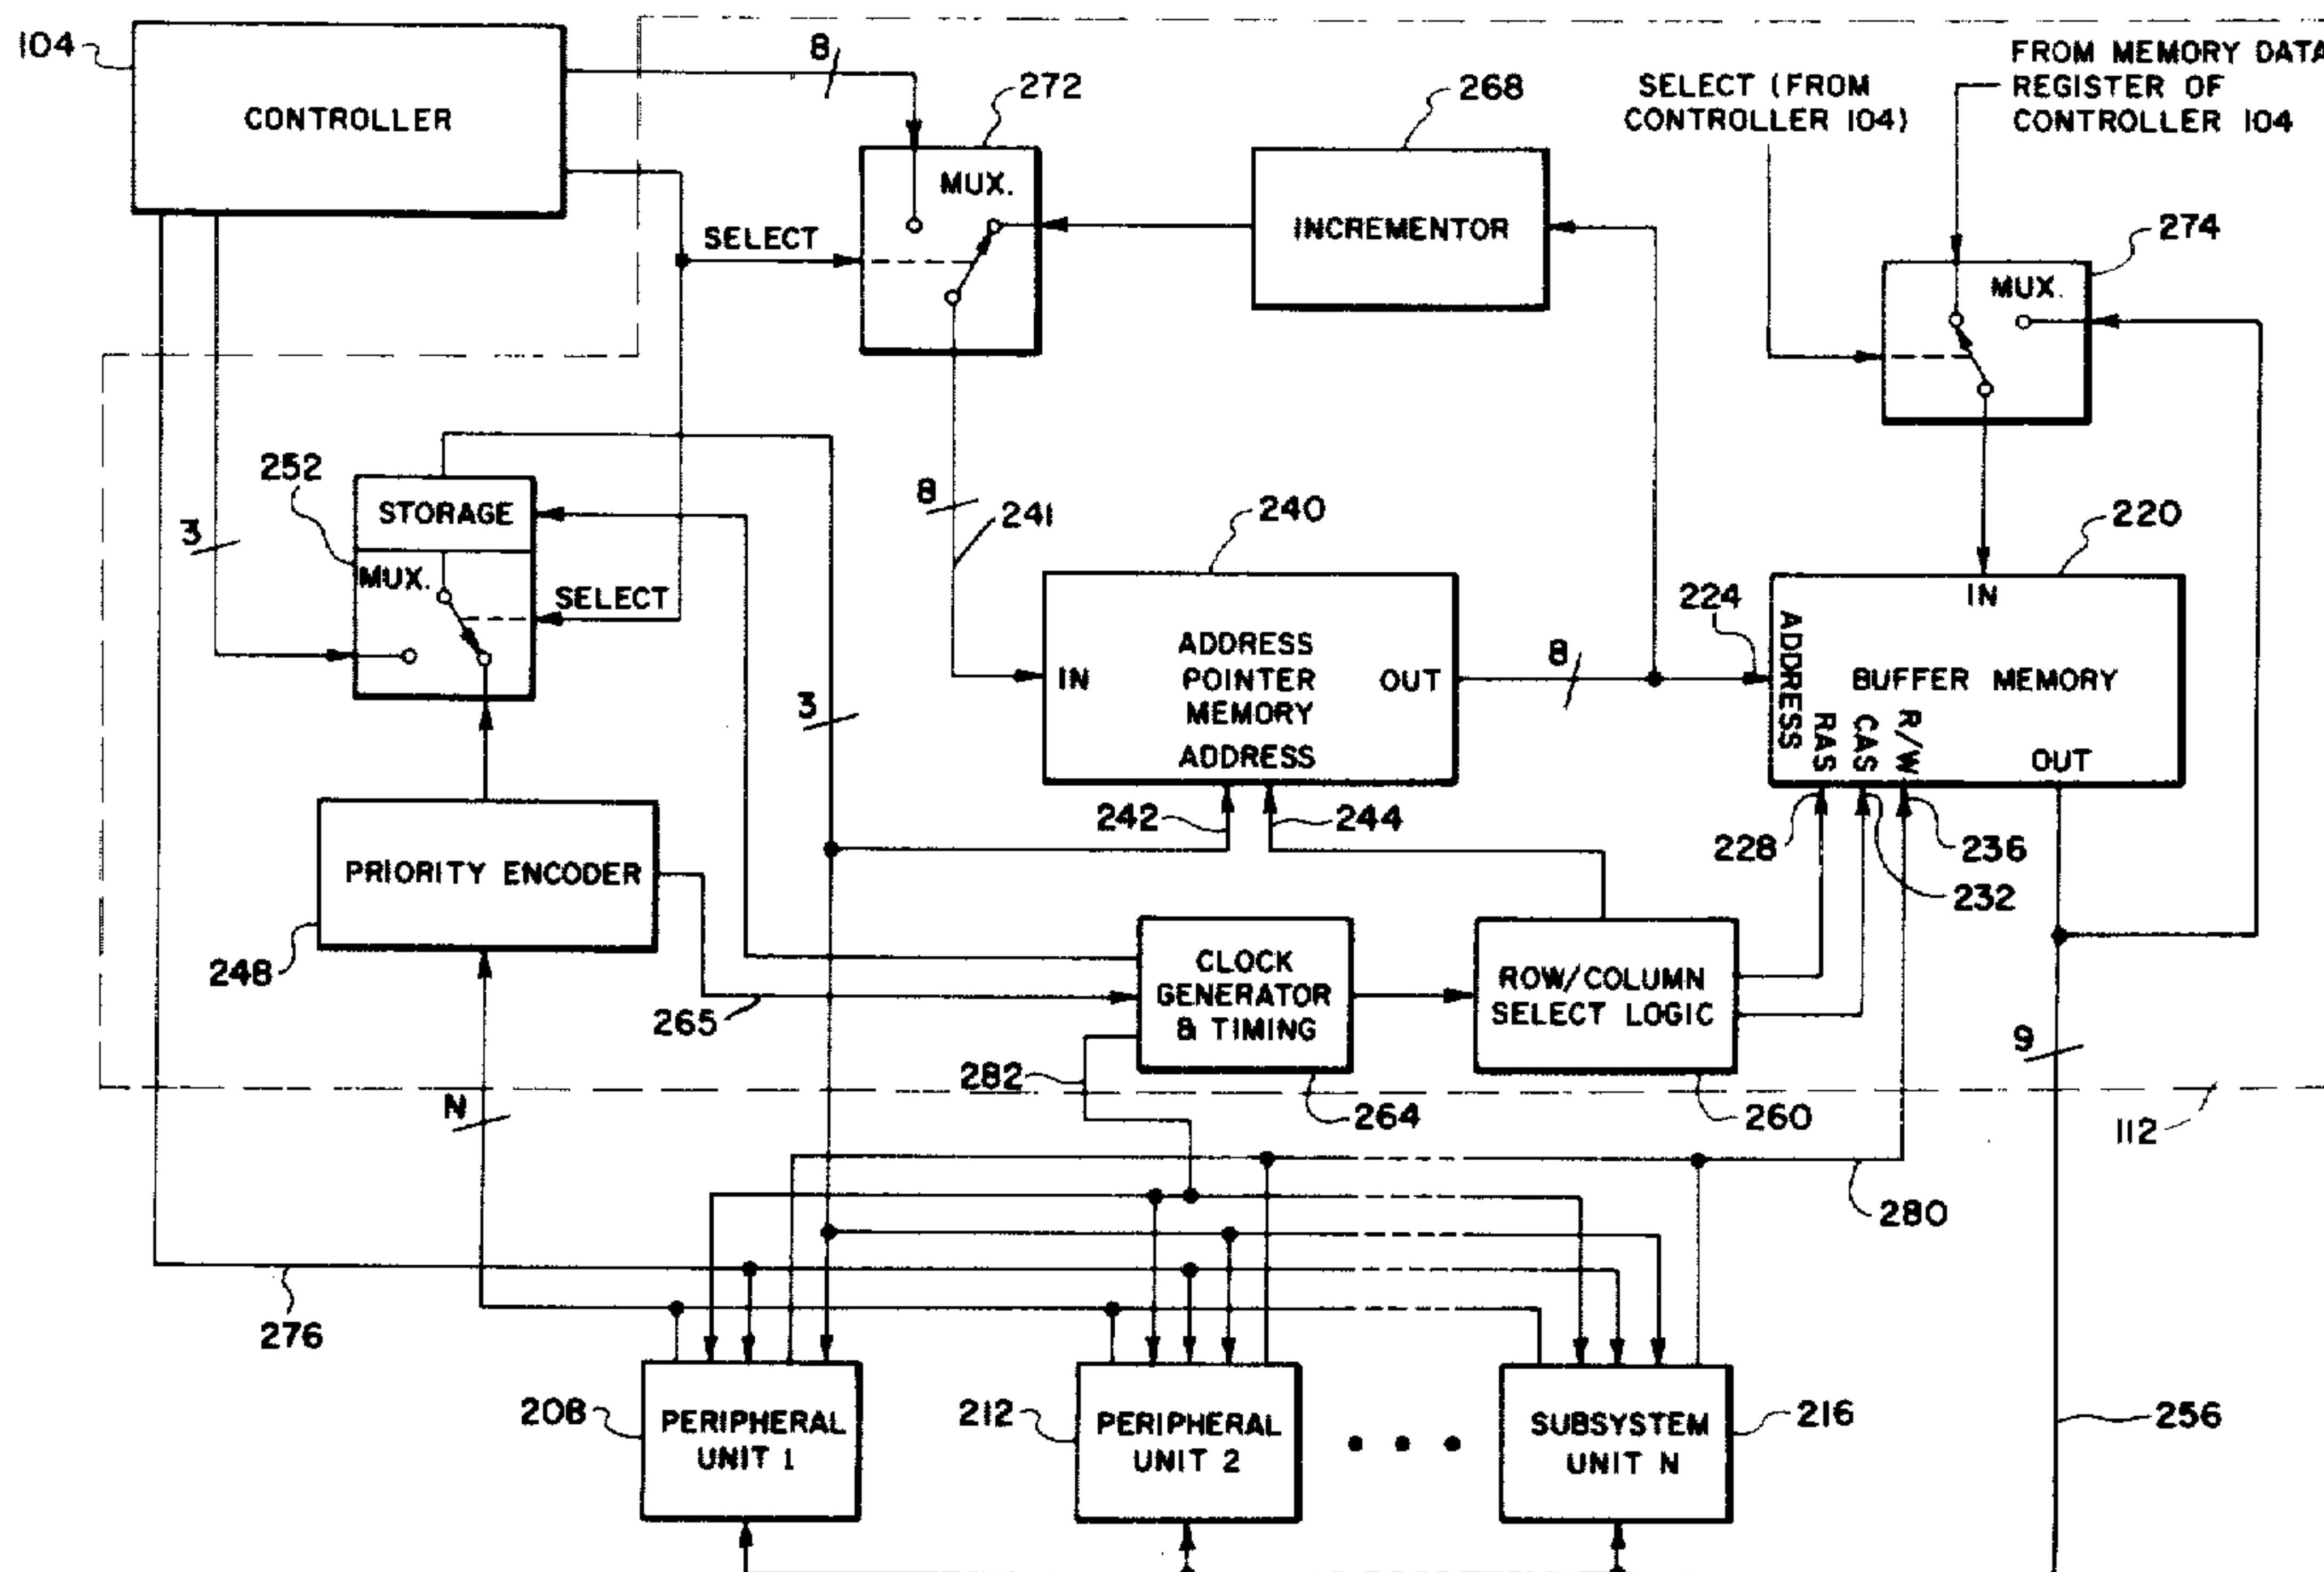 104
CONTROLLER
8
272
268
SELECT (FROM
CONTROLLER 104)
FROM MEMORY DATA
REGISTER OF
CONTROLLER 104
MUX.
SELECT
INCREMENTOR
274
MUX.
252
STORAGE
3
MUX.
SELECT
8
241
240
ADDRESS
POINTER
MEMORY
IN
OUT
ADDRESS
8
224
220
IN
ADDRESS
BUFFER MEMORY
RAS
CAS
R/W
OUT
3
242
244
228
236
232
PRIORITY ENCODER
248
265
CLOCK
GENERATOR
& TIMING
ROW/COLUMN
SELECT LOGIC
9
282
264
260
112
N
280
276
208
PERIPHERAL
UNIT 1
212
PERIPHERAL
UNIT 2
SUBSYSTEM
UNIT N
216
256